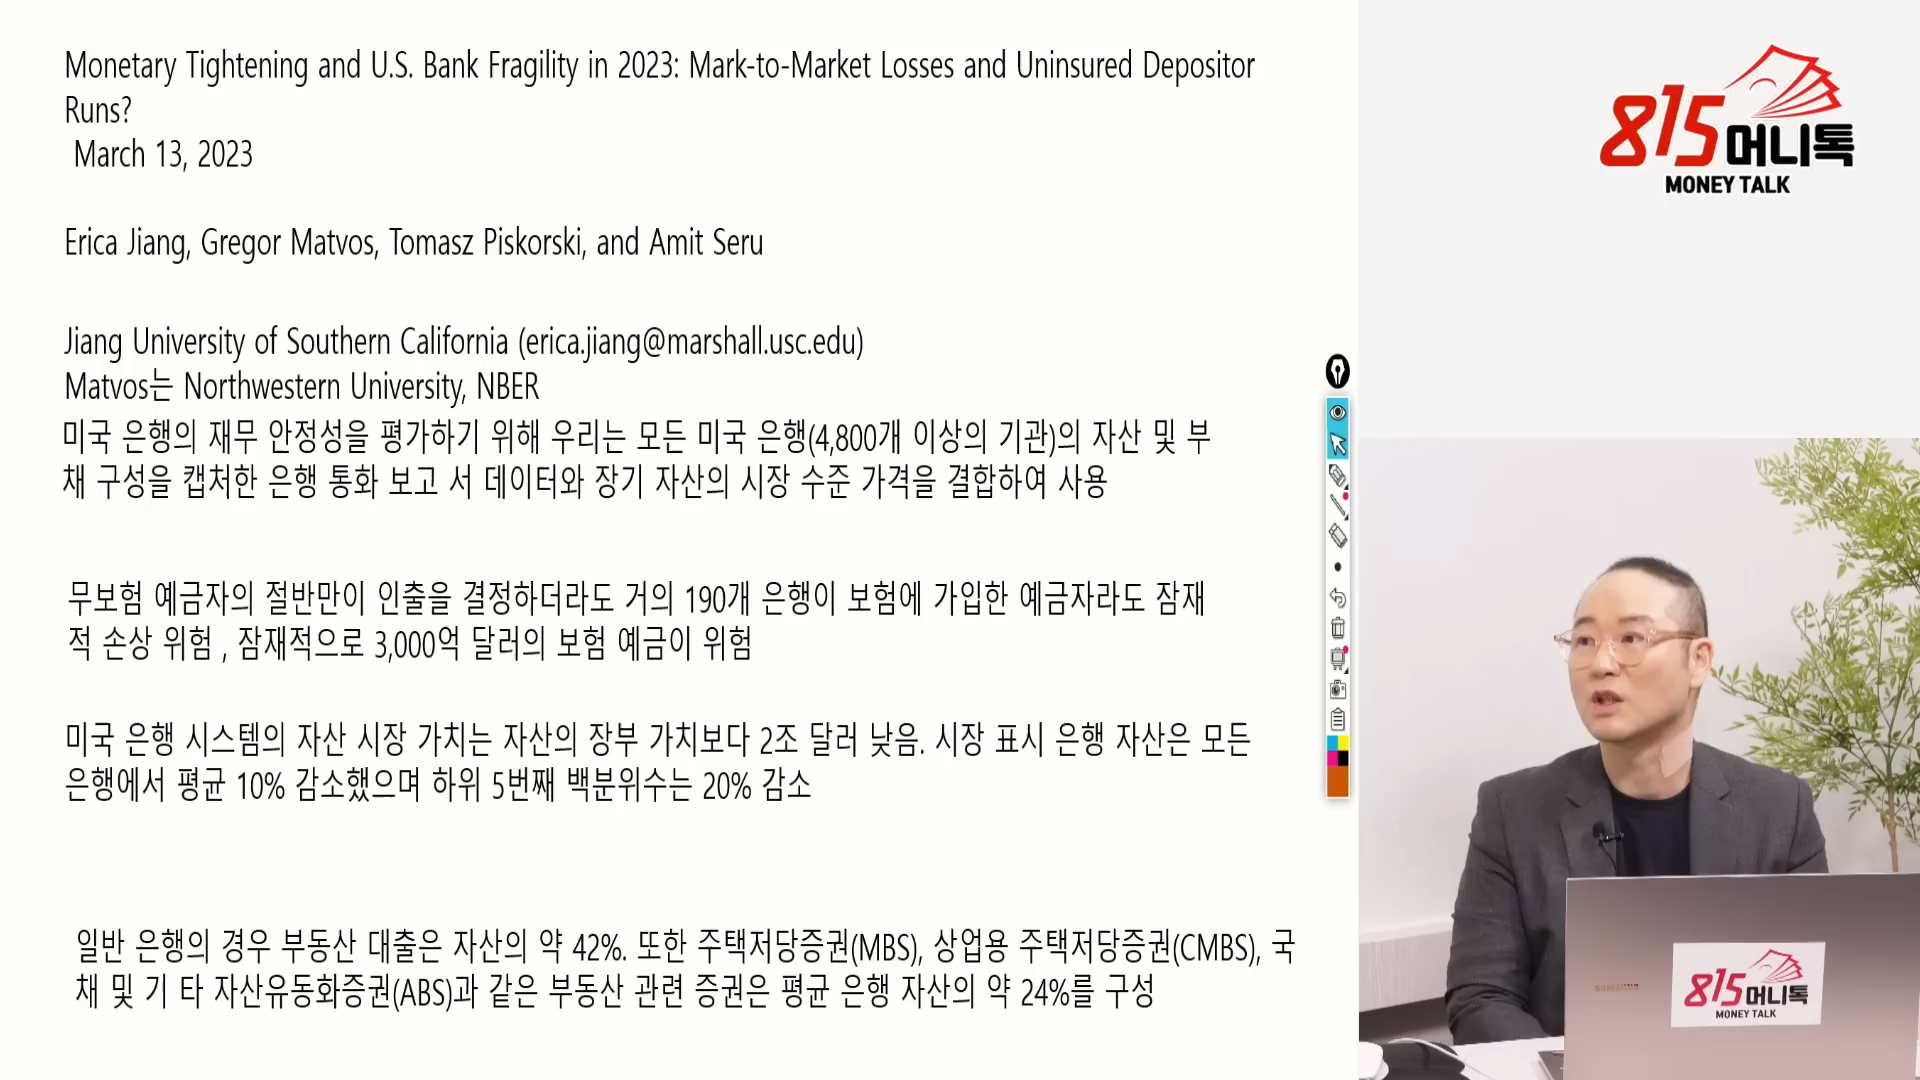 Monetary Tightening and U.S. Bank Fragility in 2023: Mark-to-Market Losses and Uninsured Depositor
Runs?
March 13, 2023
Erica Jiang, Gregor Matvos, Tomasz Piskorski, and Amit Seru
Jiang University of Southern California (erica.jiang@marshall.usc.edu)
Matvos는 Northwestern University, NBER
미국 은행의 재무 안정성을 평가하기 위해 우리는 모든 미국 은행(4,800개 이상의 기관)의 자산 및 부
채 구성을 캡처한 은행 통화 보고 서 데이터와 장기 자산의 시장 수준 가격을 결합하여 사용
무보험 예금자의 절반만이 인출을 결정하더라도 거의 190개 은행이 보험에 가입한 예금자라도 잠재
적 손상 위험 , 잠재적으로 3,000억 달러의 보험 예금이 위험
미국 은행 시스템의 자산 시장 가치는 자산의 장부 가치보다 2조 달러 낮음. 시장 표시 은행 자산은 모든
은행에서 평균 10% 감소했으며 하위 5번째 백분위수는 20% 감소
일반 은행의 경우 부동산 대출은 자산의 약 42%. 또한 주택저당증권(MBS), 상업용 주택저당증권(CMBS), 국
채 및 기 타 자산유동화증권(ABS)과 같은 부동산 관련 증권은 평균 은행 자산의 약 24%를 구성
815머니톡
MONEY TALK
SAMSUNG
815머니톡
MONEY TALK